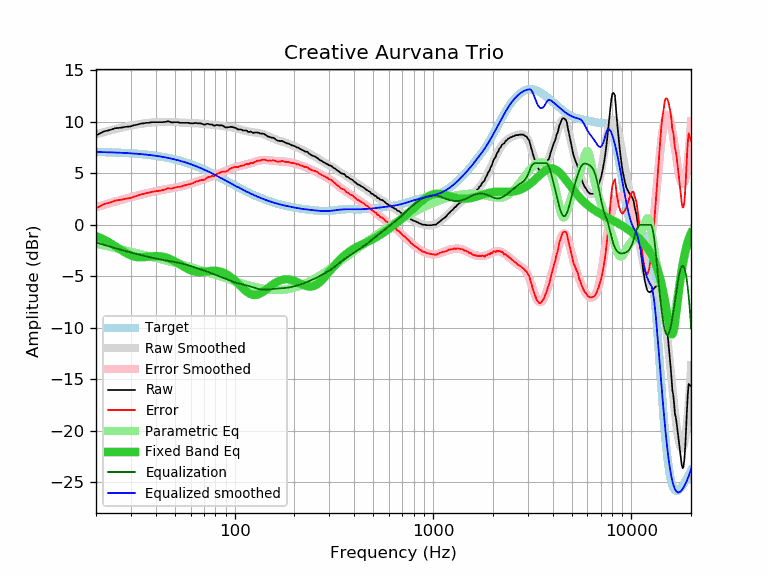 Creative Aurvana Trio
15
10
5
0
−5
−10
−15
−20
−25
Amplitude (dBr)
Target
Raw Smoothed
Error Smoothed
Raw
Error
Parametric Eq
Fixed Band Eq
Equalization
Equalized smoothed
100 1000 10000
Frequency (Hz)